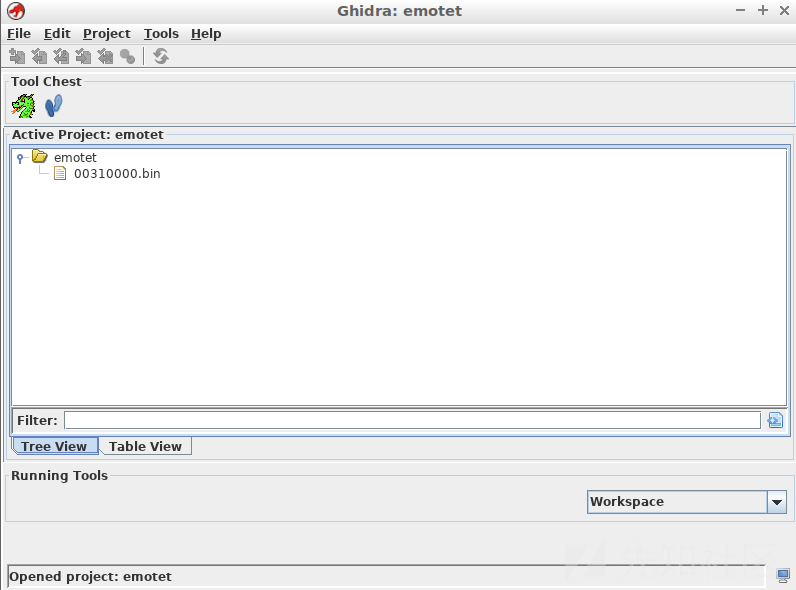 Ghidra: emotet
File Edit Project Tools Help
Tool Chest
Active Project: emotet
emotet
00310000.bin
Filter:
Tree View Table View
Running Tools
Workspace
Opened project: emotet